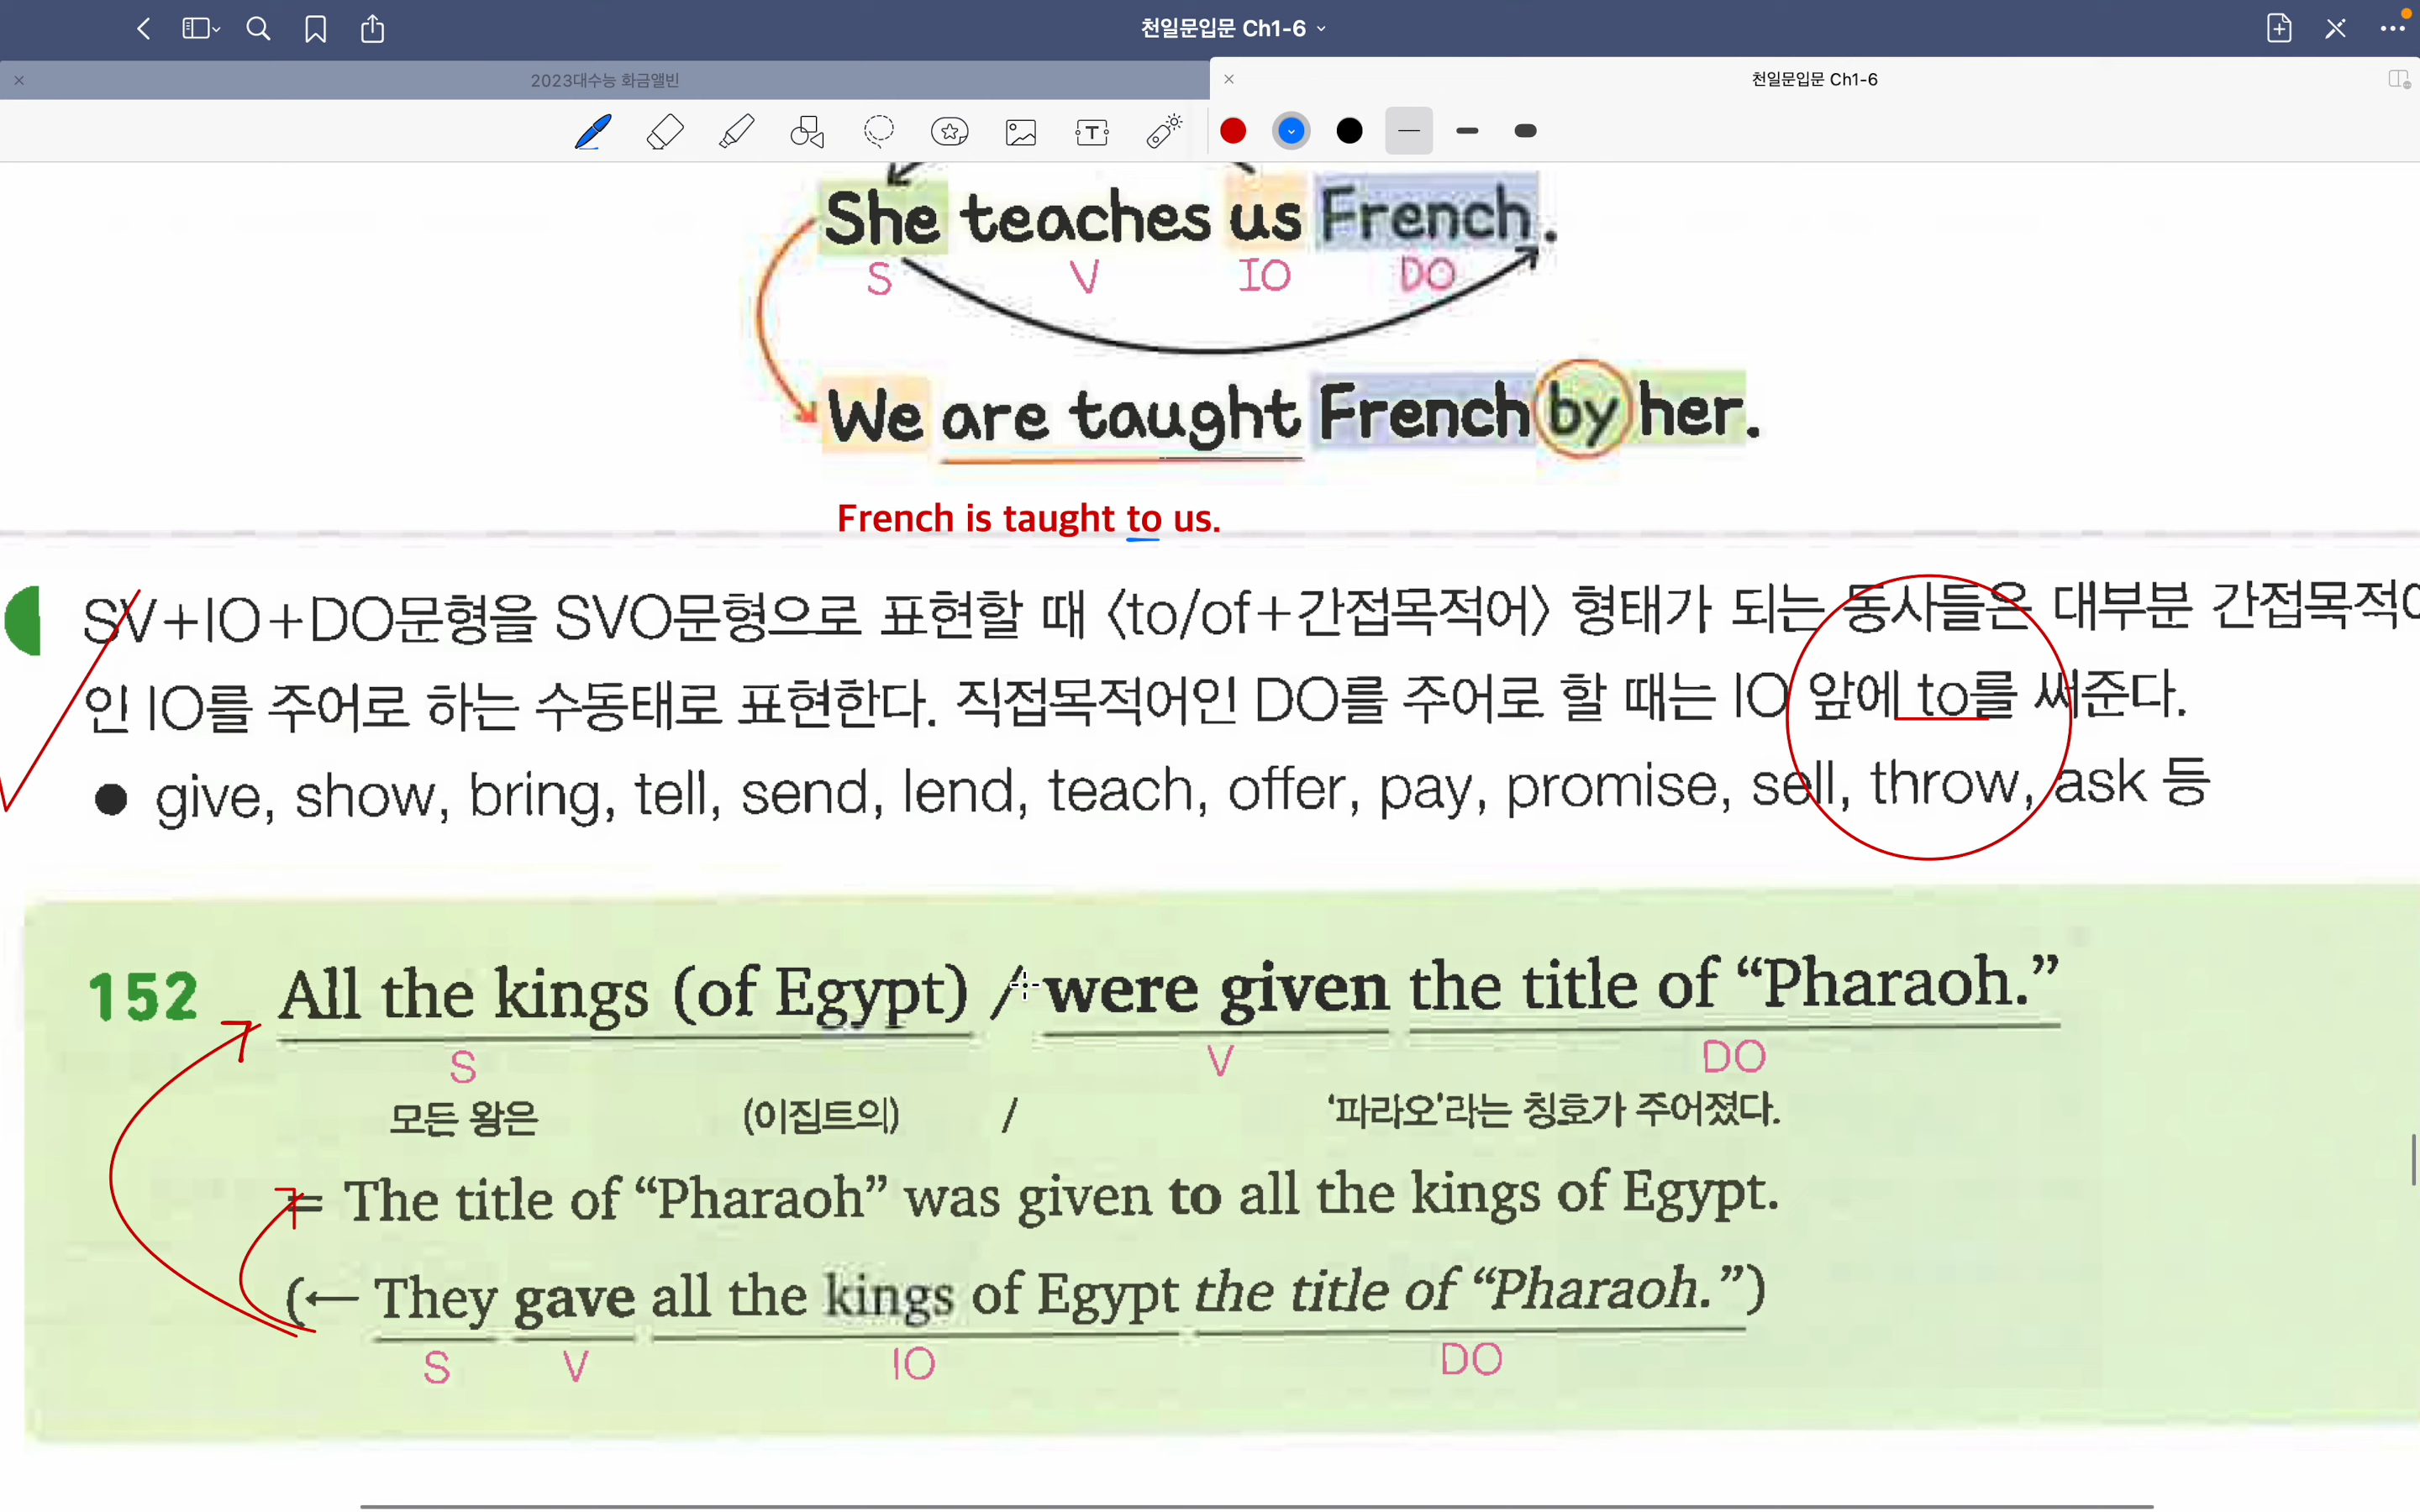 천일문입문 Ch1-6
2023대수능 화금앨빈
천일문입문 Ch1-6
She teaches us French.
S V IO DO
We are taught French by her.
French is taught to us.
SV+IO+DO문형을 SVO문형으로 표현할 때 〈to/of+간접목적어〉 형태가 되는 동사들은 대부분 간접목적어
인 IO를 주어로 하는 수동태로 표현한다. 직접목적어인 DO를 주어로 할 때는 IO 앞에 to를 써준다.
● give, show, bring, tell, send, lend, teach, offer, pay, promise, sell, throw, ask 등
152 All the kings (of Egypt) / were given the title of “Pharaoh.”
S V DO
모든 왕은 (이집트의) / ‘파라오’라는 칭호가 주어졌다.
= The title of “Pharaoh” was given to all the kings of Egypt.
(← They gave all the kings of Egypt the title of “Pharaoh.”)
S V IO DO